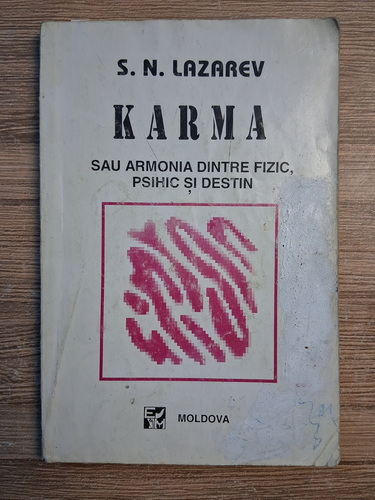 S. N. LAZAREV
KARMA
SAU ARMONIA DINTRE FIZIC,
PSIHIC ȘI DESTIN
MOLDOVA